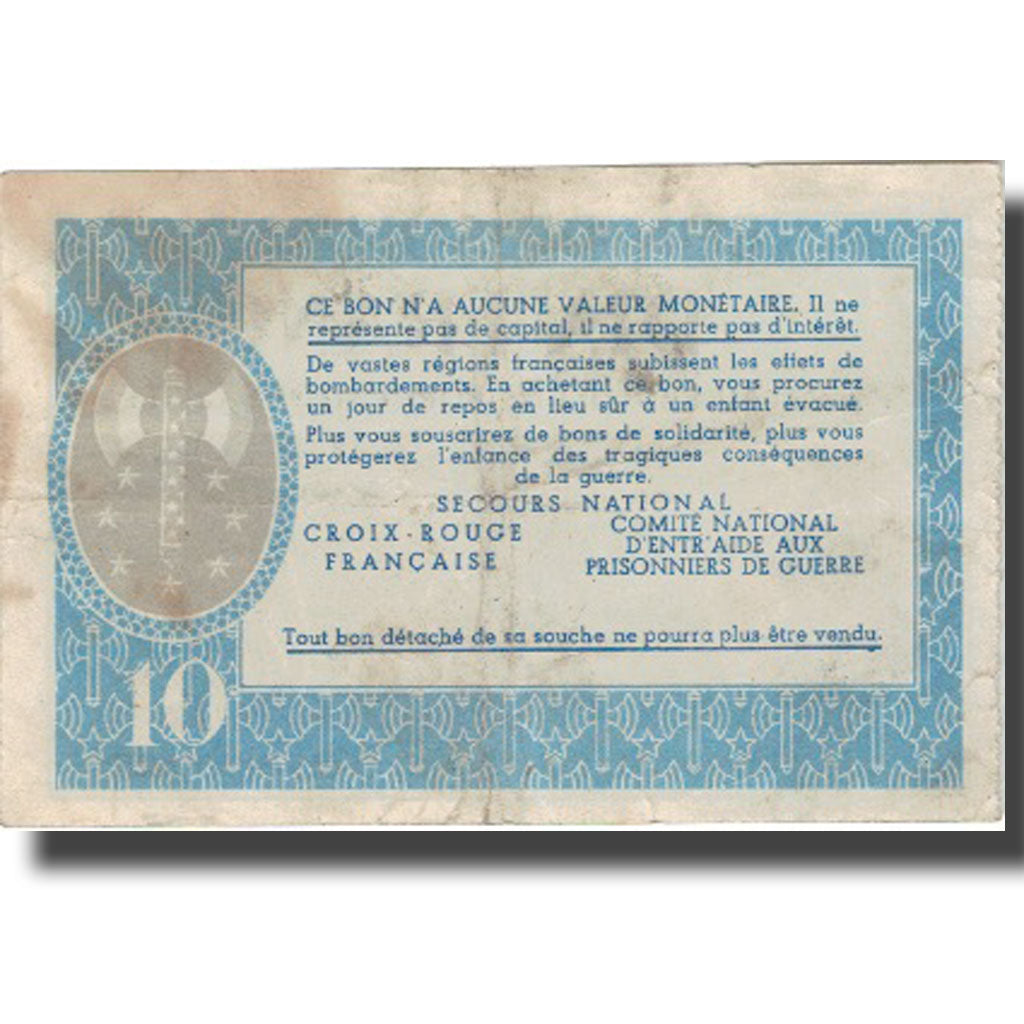 CE BON N'A AUCUNE VALEUR MONÉTAIRE. Il ne
représente pas de capital, il ne rapporte pas d'intérêt.
De vastes régions françaises subissent les effets de
bombardements. En achetant ce bon, vous procurez
un jour de repos en lieu sûr à un enfant évacué.
Plus vous souscrirez de bons de solidarité, plus vous
protégerez l'enfance des tragiques conséquences
de la guerre.
SECOURS NATIONAL
CROIX-ROUGE
FRANÇAISE
COMITÉ NATIONAL
D'ENTR'AIDE AUX
PRISONNIERS DE GUERRE
Tout bon détaché de sa souche ne pourra plus être vendu.
10